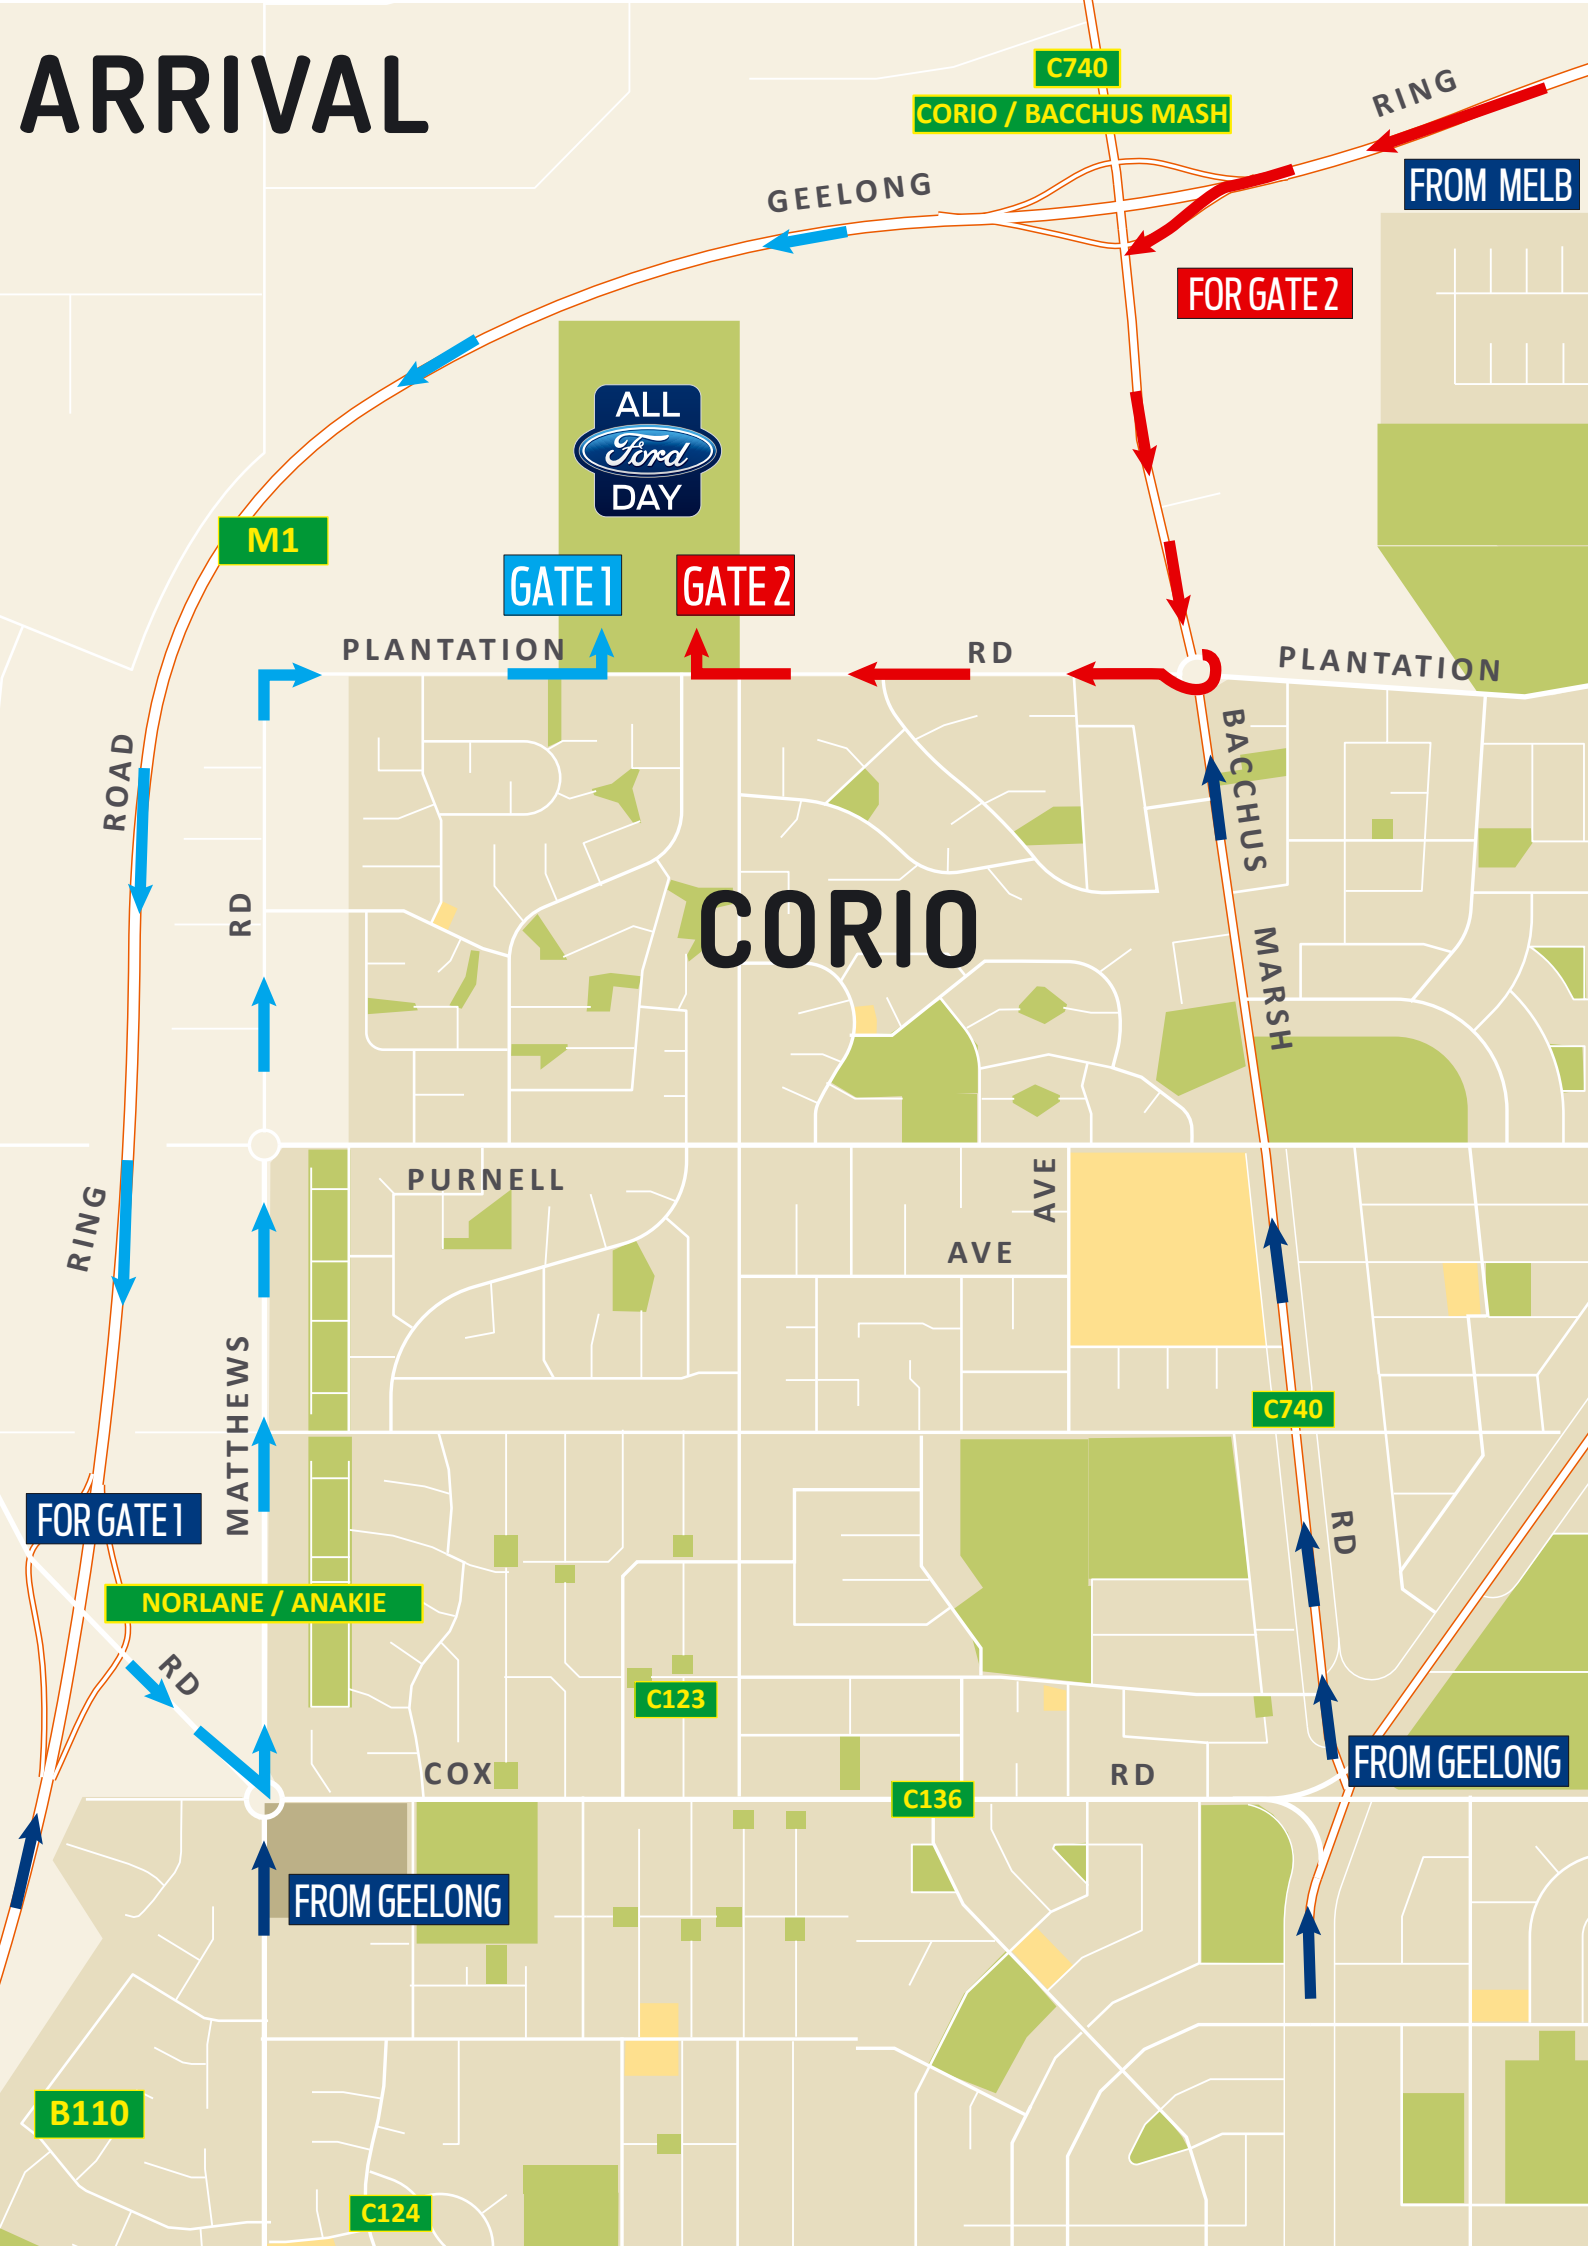 ARRIVAL
C740
CORIO / BACCHUS MASH
RING
FROM MELB
GEELONG
FOR GATE 2
ALL
Ford
DAY
M1
GATE 1
GATE 2
PLANTATION
RD
PLANTATION
ROAD
BACCHUS
RD
CORIO
MARSH
PURNELL
AVE
RING
AVE
MATTHEWS
C740
FOR GATE 1
RD
NORLANE / ANAKIE
RD
C123
FROM GEELONG
COX
RD
C136
FROM GEELONG
B110
C124